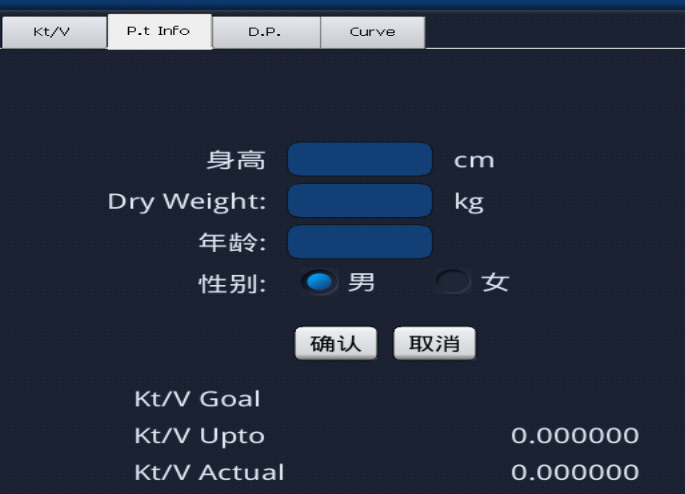 Kt/V P.t Info D.P. Curve
身高 cm
Dry Weight: kg
年龄:
性别: 男 女
确认 取消
Kt/V Goal
Kt/V Upto 0.000000
Kt/V Actual 0.000000